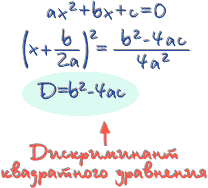 ax²+bx+c=0
(x+b/2a)²=b²-4ac/4a²
D=b²-4ac
Дискриминант
квадратного уравнения